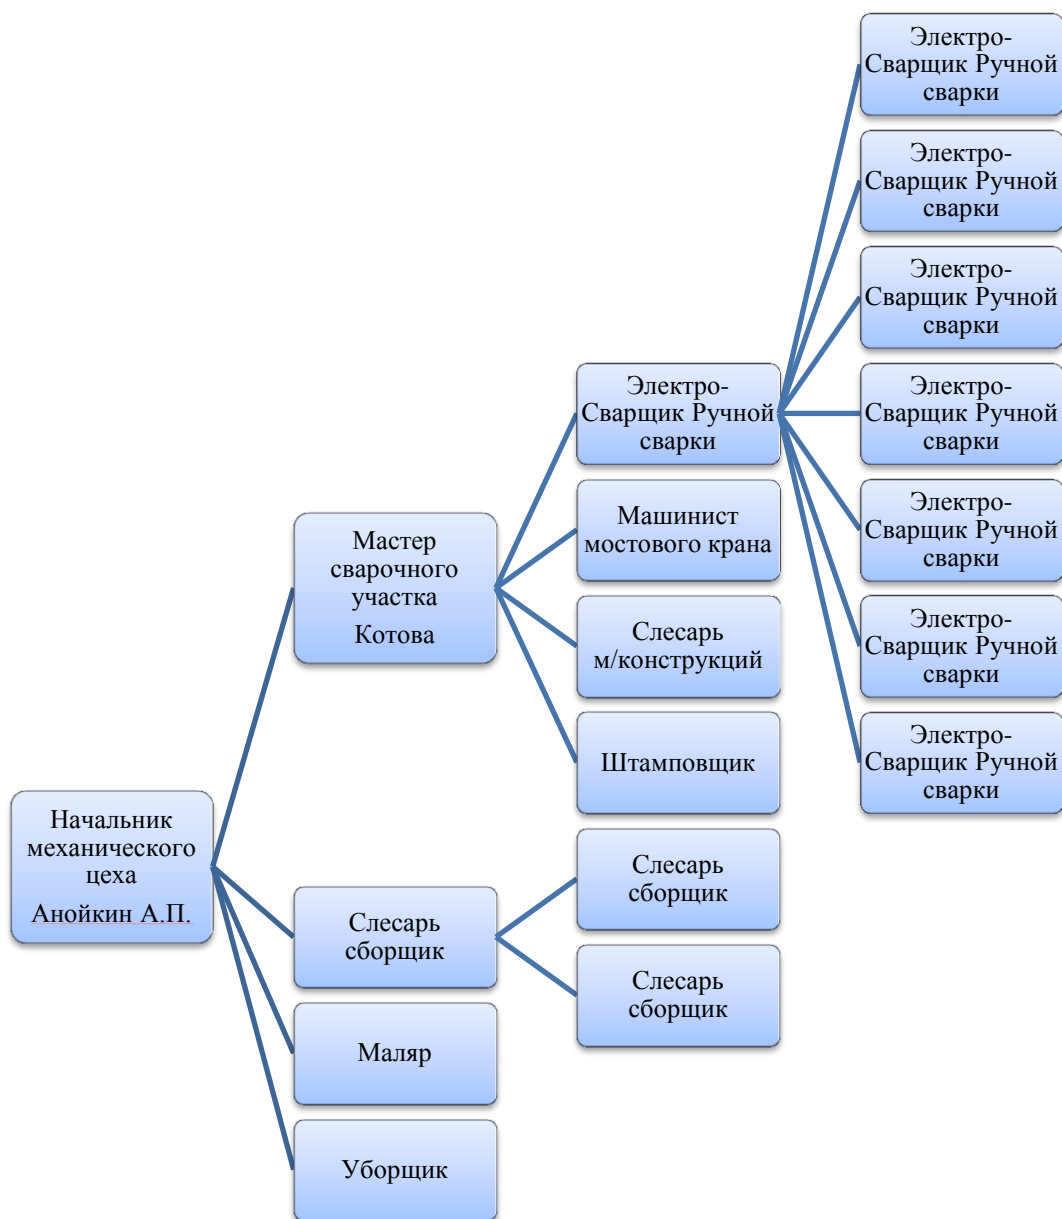 Начальник
механического
цеха
Анойкин А.П.
Мастер
сварочного
участка
Котова
Электро-
Сварщик Ручной
сварки
Электро-
Сварщик Ручной
сварки
Электро-
Сварщик Ручной
сварки
Электро-
Сварщик Ручной
сварки
Электро-
Сварщик Ручной
сварки
Электро-
Сварщик Ручной
сварки
Электро-
Сварщик Ручной
сварки
Электро-
Сварщик Ручной
сварки
Машинист
мостового крана
Слесарь
м/конструкций
Штамповщик
Слесарь
сборщик
Слесарь
сборщик
Слесарь
сборщик
Маляр
Уборщик